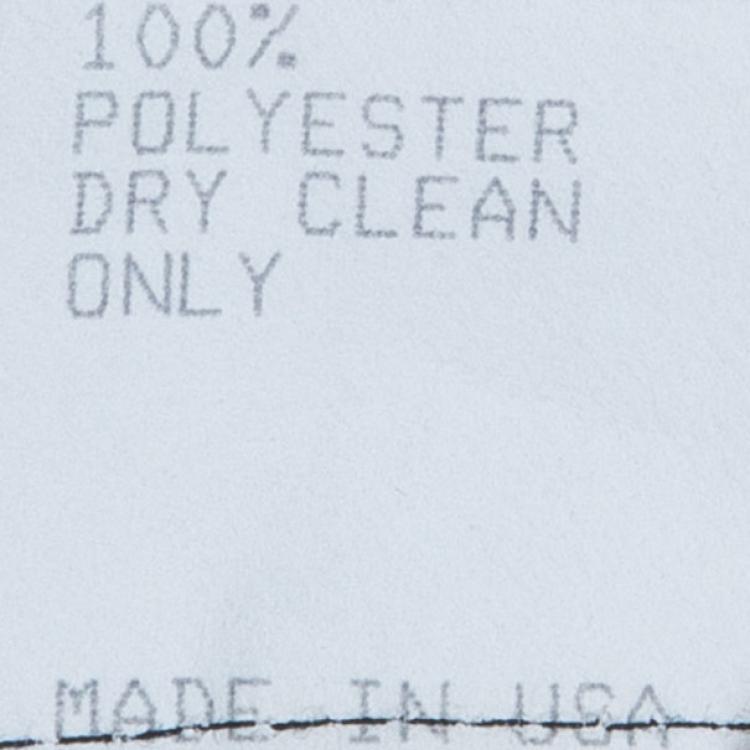 100%
POLYESTER
DRY CLEAN
ONLY
MADE IN USA